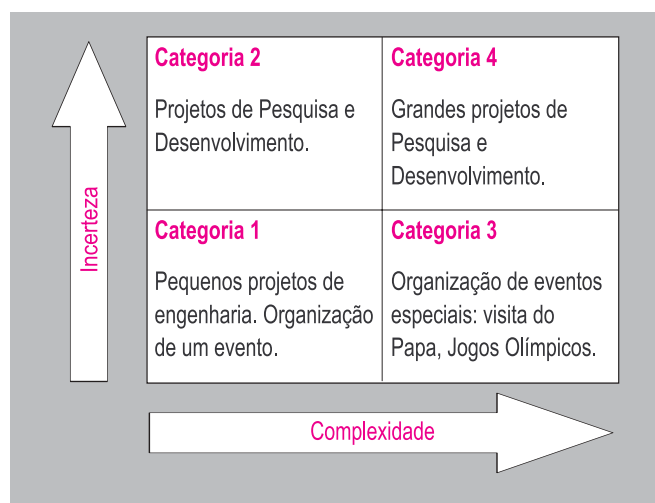 Categoria 2
Projetos de Pesquisa e
Desenvolvimento.
Categoria 4
Grandes projetos de
Pesquisa e
Desenvolvimento.
Incerteza
Categoria 1
Pequenos projetos de
engenharia. Organização
de um evento.
Categoria 3
Organização de eventos
especiais: visita do
Papa, Jogos Olímpicos.
Complexidade